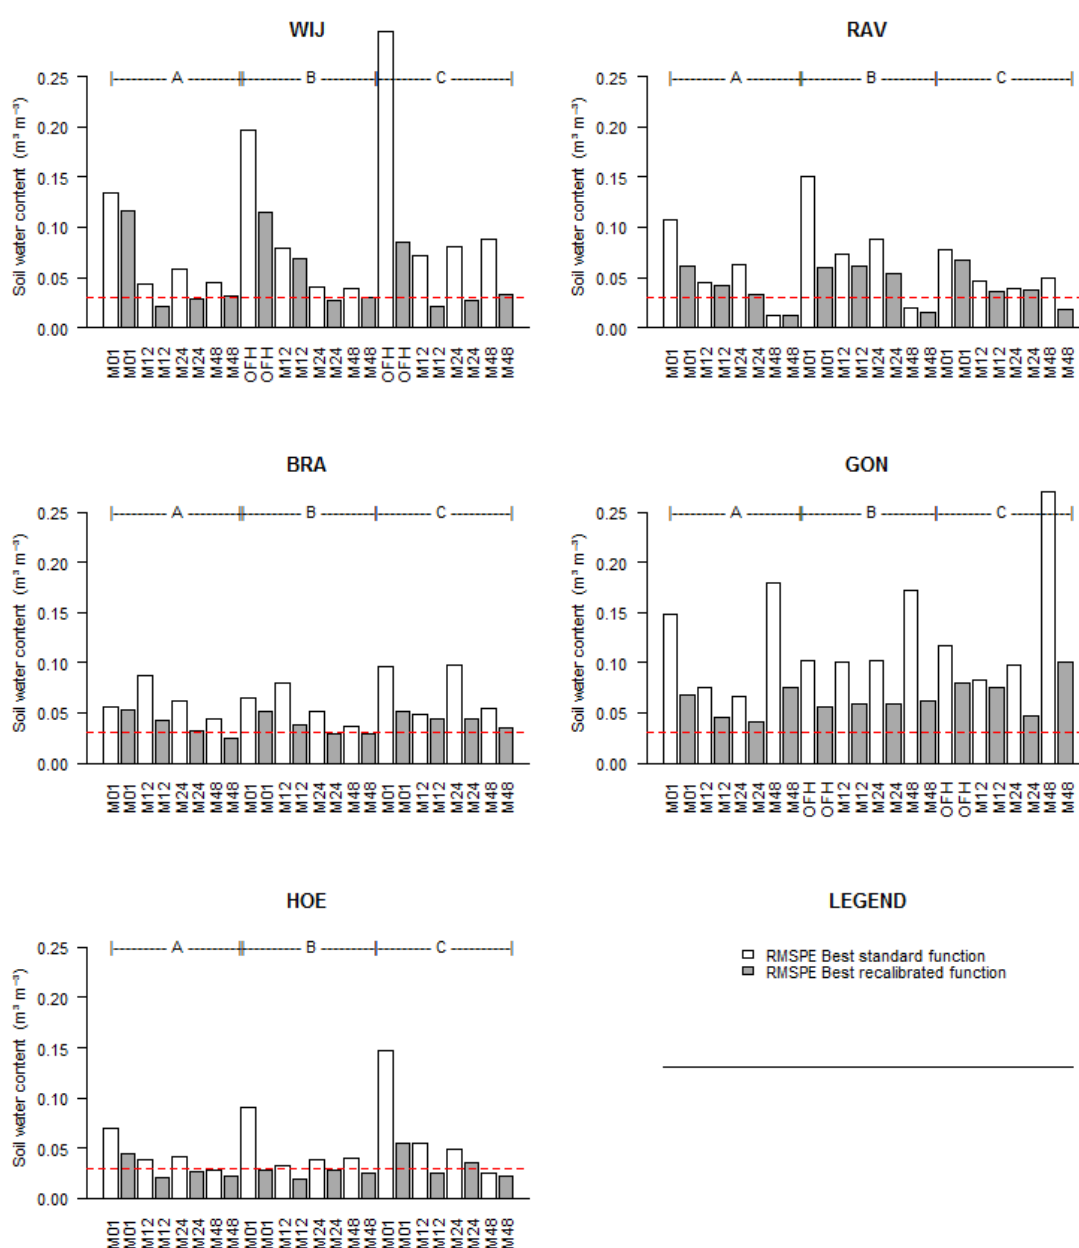 WIJ
Soil water content (m³ m⁻³)
0.25
0.20
0.15
0.10
0.05
0.00
A B C
M01 M01 M12 M12 M24 M24 M48 M48 OFH OFH M12 M12 M24 M24 M48 M48 OFH OFH M12 M12 M24 M24 M48 M48
RAV
Soil water content (m³ m⁻³)
0.25
0.20
0.15
0.10
0.05
0.00
A B C
M01 M01 M12 M12 M24 M24 M48 M48 M01 M01 M12 M12 M24 M24 M48 M48 M01 M01 M12 M12 M24 M24 M48 M48
BRA
Soil water content (m³ m⁻³)
0.25
0.20
0.15
0.10
0.05
0.00
A B C
M01 M01 M12 M12 M24 M24 M48 M48 M01 M01 M12 M12 M24 M24 M48 M48 M01 M01 M12 M12 M24 M24 M48 M48
GON
Soil water content (m³ m⁻³)
0.25
0.20
0.15
0.10
0.05
0.00
A B C
M01 M01 M12 M12 M24 M24 M48 M48 OFH OFH M12 M12 M24 M24 M48 M48 OFH OFH M12 M12 M24 M24 M48 M48
HOE
Soil water content (m³ m⁻³)
0.25
0.20
0.15
0.10
0.05
0.00
A B C
M01 M01 M12 M12 M24 M24 M48 M48 M01 M01 M12 M12 M24 M24 M48 M48 M01 M01 M12 M12 M24 M24 M48 M48
LEGEND
RMSPE Best standard function
RMSPE Best recalibrated function